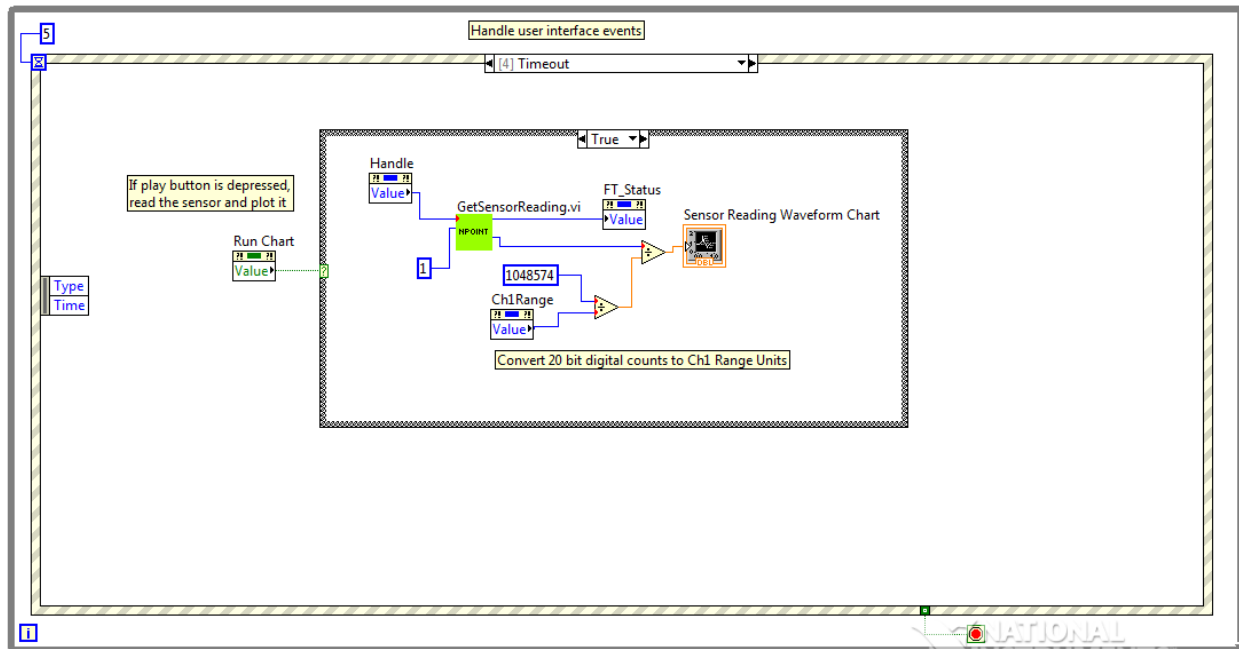 5
Handle user interface events
[4] Timeout
True
Handle
Value
If play button is depressed,
read the sensor and plot it
GetSensorReading.vi
NPOINT
FT_Status
Value
Sensor Reading Waveform Chart
DBL
Run Chart
Value
?
1
1048574
Ch1Range
Value
Type
Time
Convert 20 bit digital counts to Ch1 Range Units
i
NATIONAL